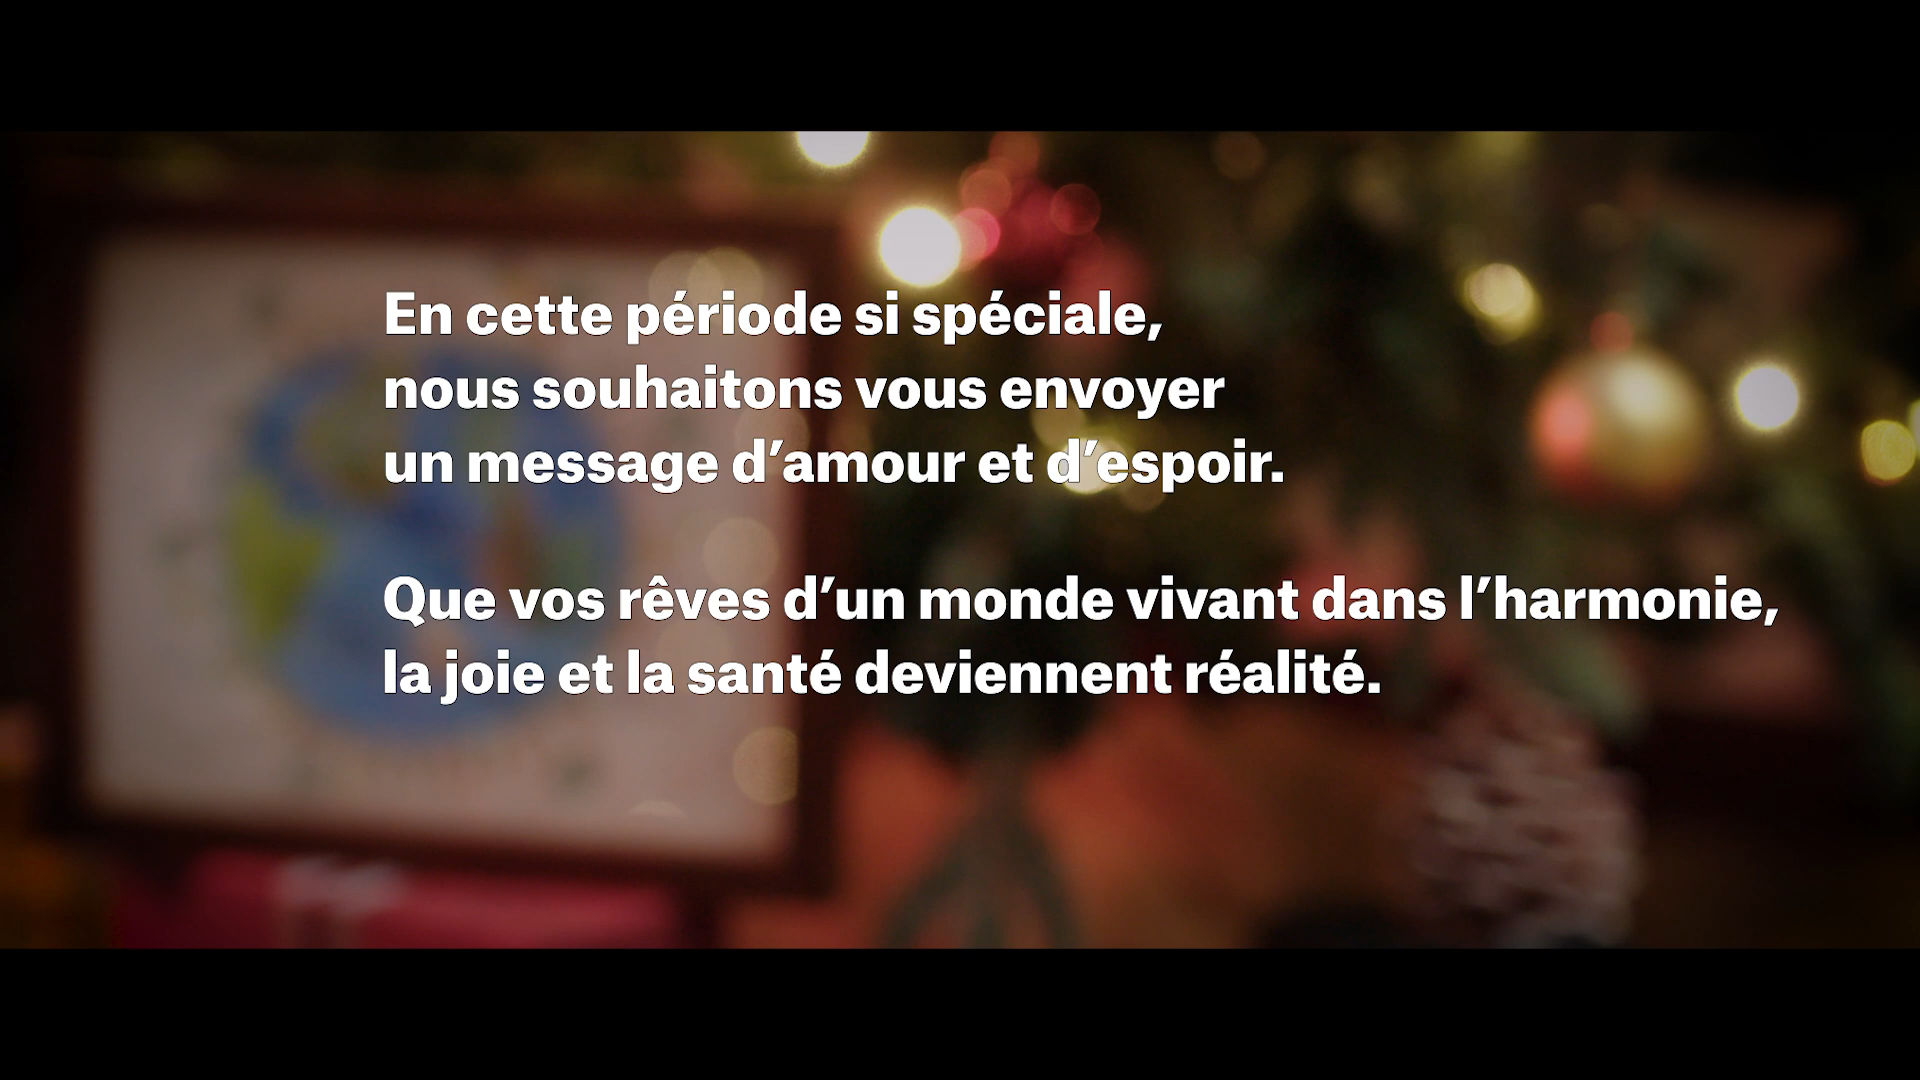 En cette période si spéciale,
nous souhaitons vous envoyer
un message d’amour et d’espoir.
Que vos rêves d’un monde vivant dans l’harmonie,
la joie et la santé deviennent réalité.